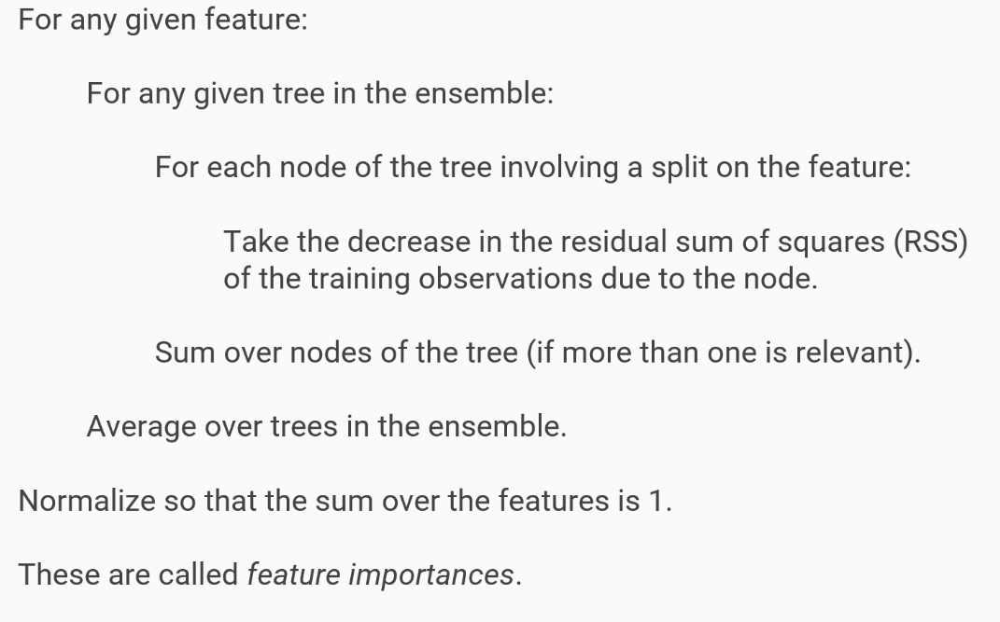 For any given feature:
For any given tree in the ensemble:
For each node of the tree involving a split on the feature:
Take the decrease in the residual sum of squares (RSS)
of the training observations due to the node.
Sum over nodes of the tree (if more than one is relevant).
Average over trees in the ensemble.
Normalize so that the sum over the features is 1.
These are called feature importances.